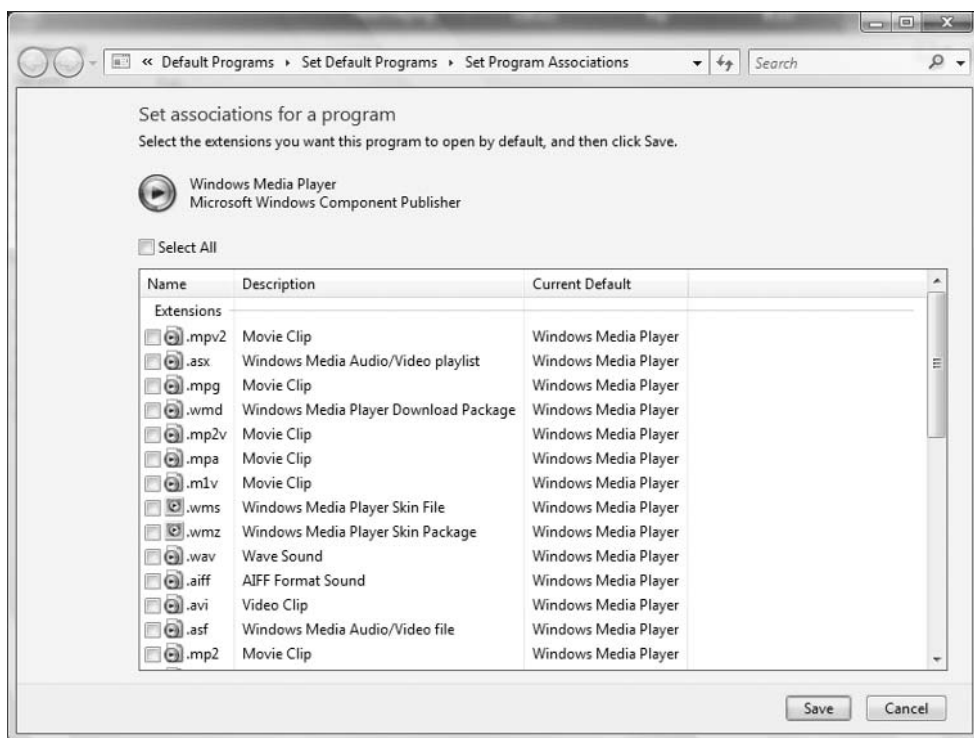 « Default Programs ▸ Set Default Programs ▸ Set Program Associations Search
Set associations for a program
Select the extensions you want this program to open by default, and then click Save.
Windows Media Player
Microsoft Windows Component Publisher
Select All
Name Description Current Default
Extensions
.mpv2 Movie Clip Windows Media Player
.asx Windows Media Audio/Video playlist Windows Media Player
.mpg Movie Clip Windows Media Player
.wmd Windows Media Player Download Package Windows Media Player
.mp2v Movie Clip Windows Media Player
.mpa Movie Clip Windows Media Player
.m1v Movie Clip Windows Media Player
.wms Windows Media Player Skin File Windows Media Player
.wmz Windows Media Player Skin Package Windows Media Player
.wav Wave Sound Windows Media Player
.aiff AIFF Format Sound Windows Media Player
.avi Video Clip Windows Media Player
.asf Windows Media Audio/Video file Windows Media Player
.mp2 Movie Clip Windows Media Player
Save Cancel